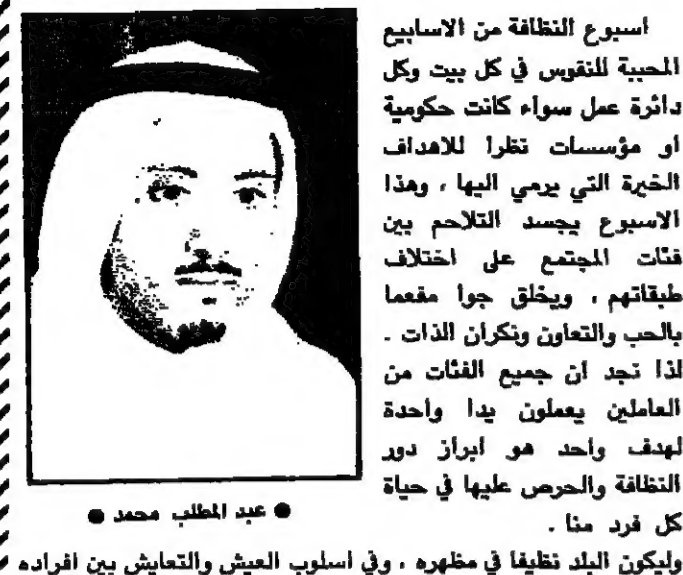 اسبوع النظافة من الاسابيع
المحببة للنقوس في كل بيت وكل
دائرة عمل سواء كانت حكومية
او مؤسسات نظرا للاهداف
الخيرة التي يرمي اليها ، وهذا
الاسبوع يجسد التلاحم بين
فئات المجتمع على اختلاف
طبقاتهم ، ويخلق جوا مفعما
بالحب والتعاون ونكران الذات .
لذا تجد ان جميع الفئات من
العاملين يعملون يدا واحدة
لهدف واحد هو ابراز دور
النظافة والحرص عليها في حياة
كل فرد منا .
● عبد المطلب محمد ●
وليكون البلد نظيفا في مظهره ، وفي اسلوب العيش والتعايش بين افراده